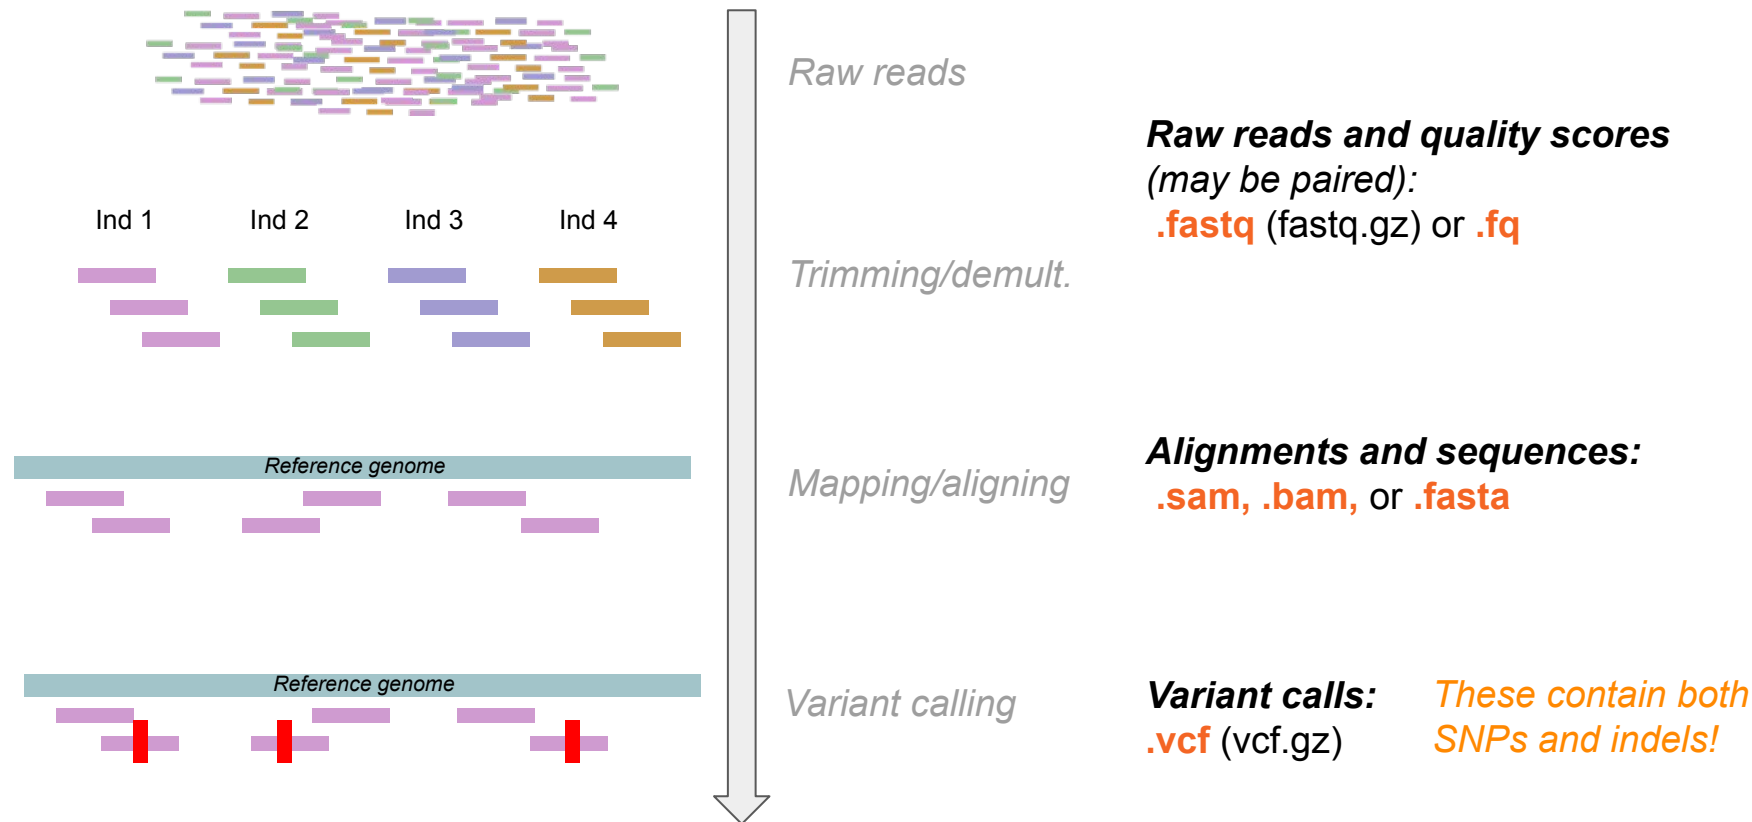 Raw reads
Raw reads and quality scores
(may be paired):
.fastq (fastq.gz) or .fq
Ind 1
Ind 2
Ind 3
Ind 4
Trimming/demult.
Reference genome
Mapping/aligning
Alignments and sequences:
.sam, .bam, or .fasta
Reference genome
Variant calling
Variant calls:
.vcf (vcf.gz)
These contain both
SNPs and indels!